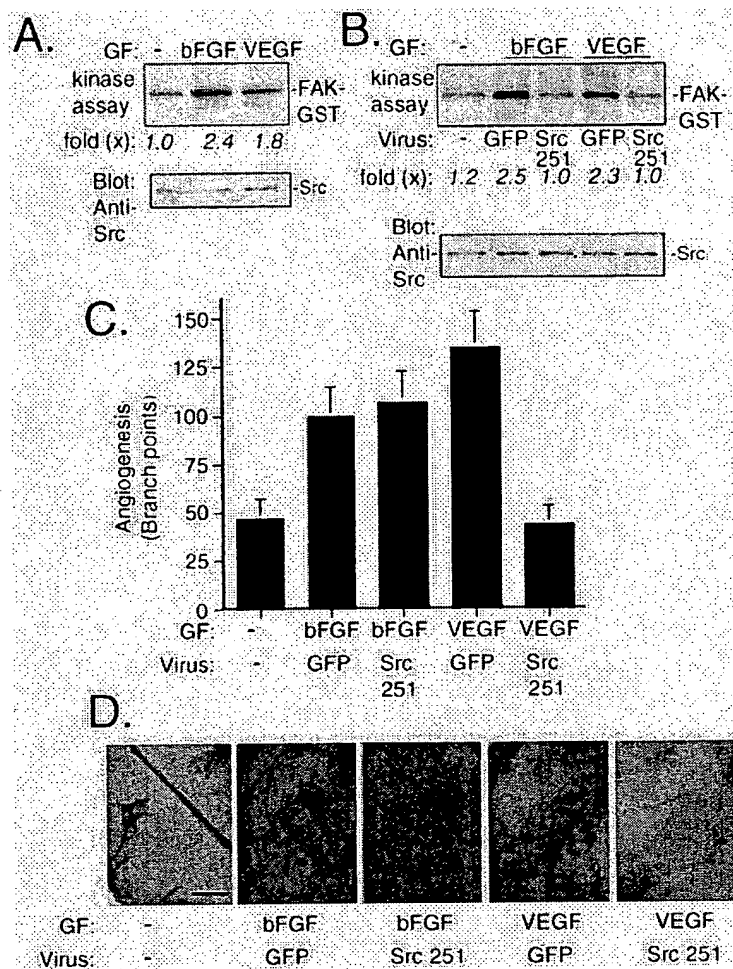 A.
GF: - bFGF VEGF
kinase assay
-FAK-GST
fold (x): 1.0 2.4 1.8
Blot: Anti-Src
-Src
B.
GF: - bFGF VEGF
kinase assay
-FAK-GST
Virus: - GFP Src 251 GFP Src 251
fold (x): 1.2 2.5 1.0 2.3 1.0
Blot: Anti-Src
-Src
C.
Angiogenesis
(Branch points)
150
125
100
75
50
25
0
GF: - bFGF bFGF VEGF VEGF
Virus: - GFP Src 251 GFP Src 251
D.
GF: - bFGF bFGF VEGF VEGF
Virus: - GFP Src 251 GFP Src 251